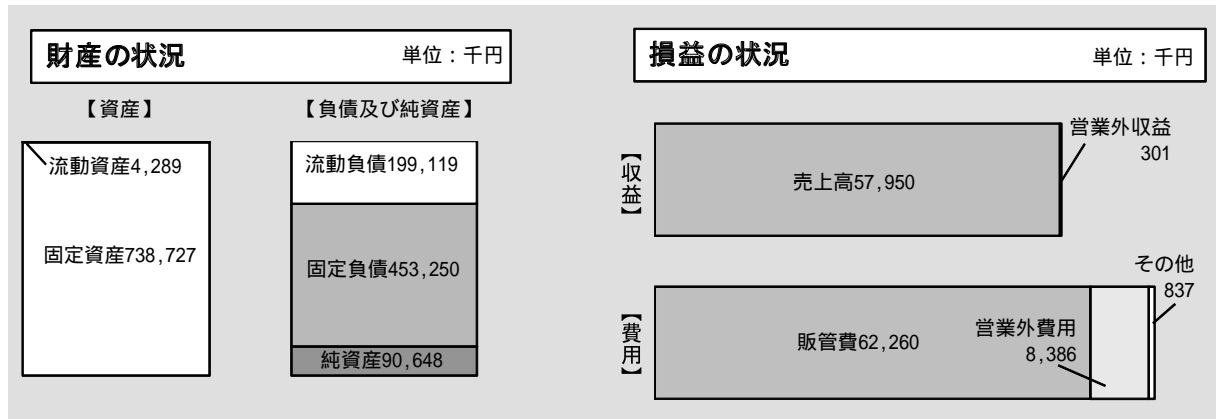 財産の状況 単位：千円
【資産】 【負債及び純資産】
流動資産4,289
固定資産738,727
流動負債199,119
固定負債453,250
純資産90,648
損益の状況 単位：千円
【収益】
売上高57,950
営業外収益
301
【費用】
販管費62,260
営業外費用
8,386
その他
837